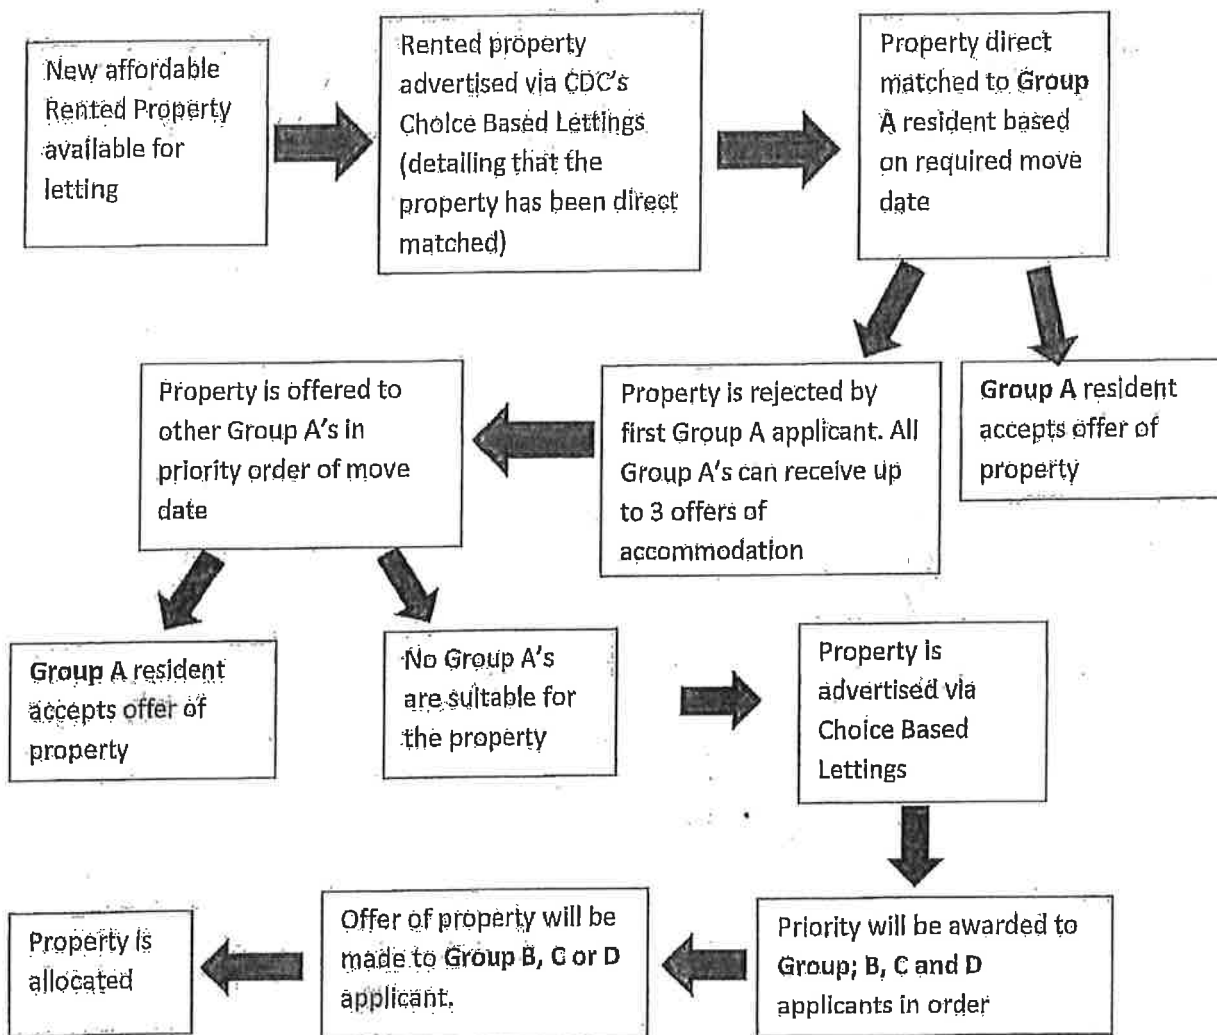 New affordable
Rented Property
available for
letting
Rented property
advertised via CDC's
Choice Based Lettings
(detailing that the
property has been direct
matched)
Property direct
matched to Group
A resident based
on required move
date
Group A resident
accepts offer of
property
Property is rejected by
first Group A applicant. All
Group A's can receive up
to 3 offers of
accommodation
Property is offered to
other Group A's in
priority order of move
date
Group A resident
accepts offer of
property
No Group A's
are suitable for
the property
Property is
advertised via
Choice Based
Lettings
Priority will be awarded to
Group; B, C and D
applicants in order
Offer of property will be
made to Group B, C or D
applicant.
Property is
allocated